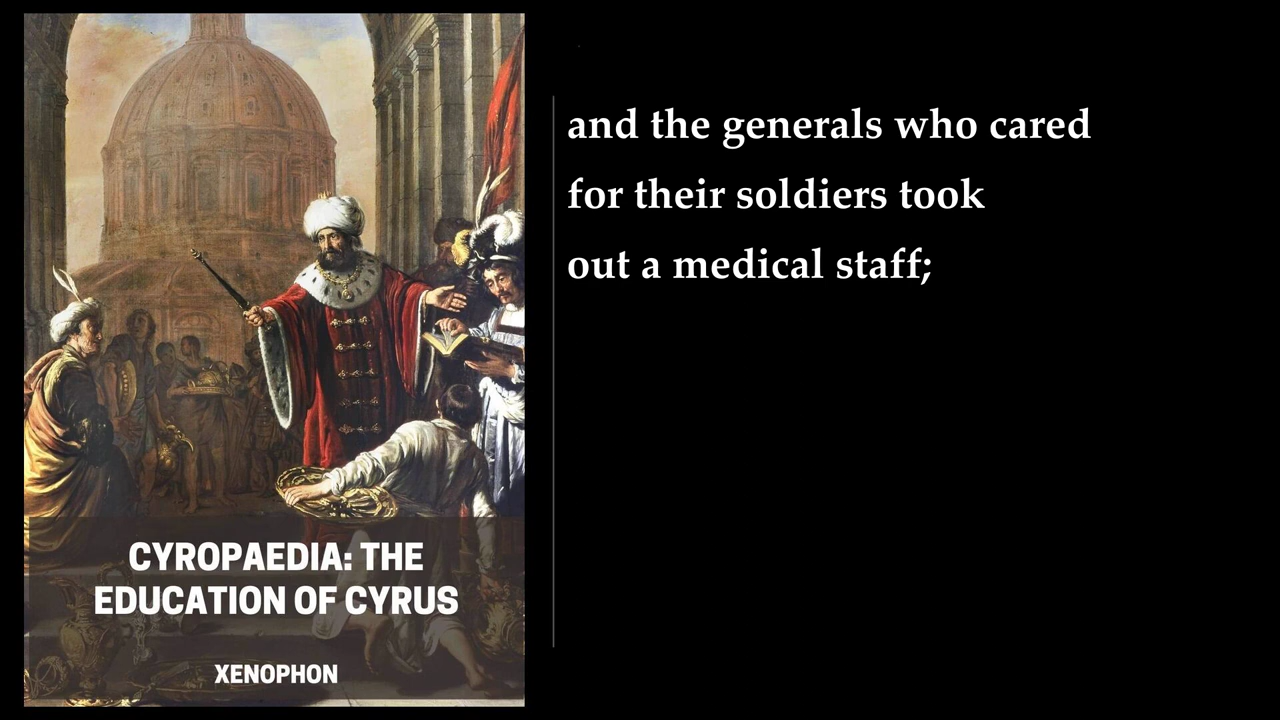 and the generals who cared
for their soldiers took
out a medical staff;
CYROPAEDIA: THE
EDUCATION OF CYRUS
XENOPHON